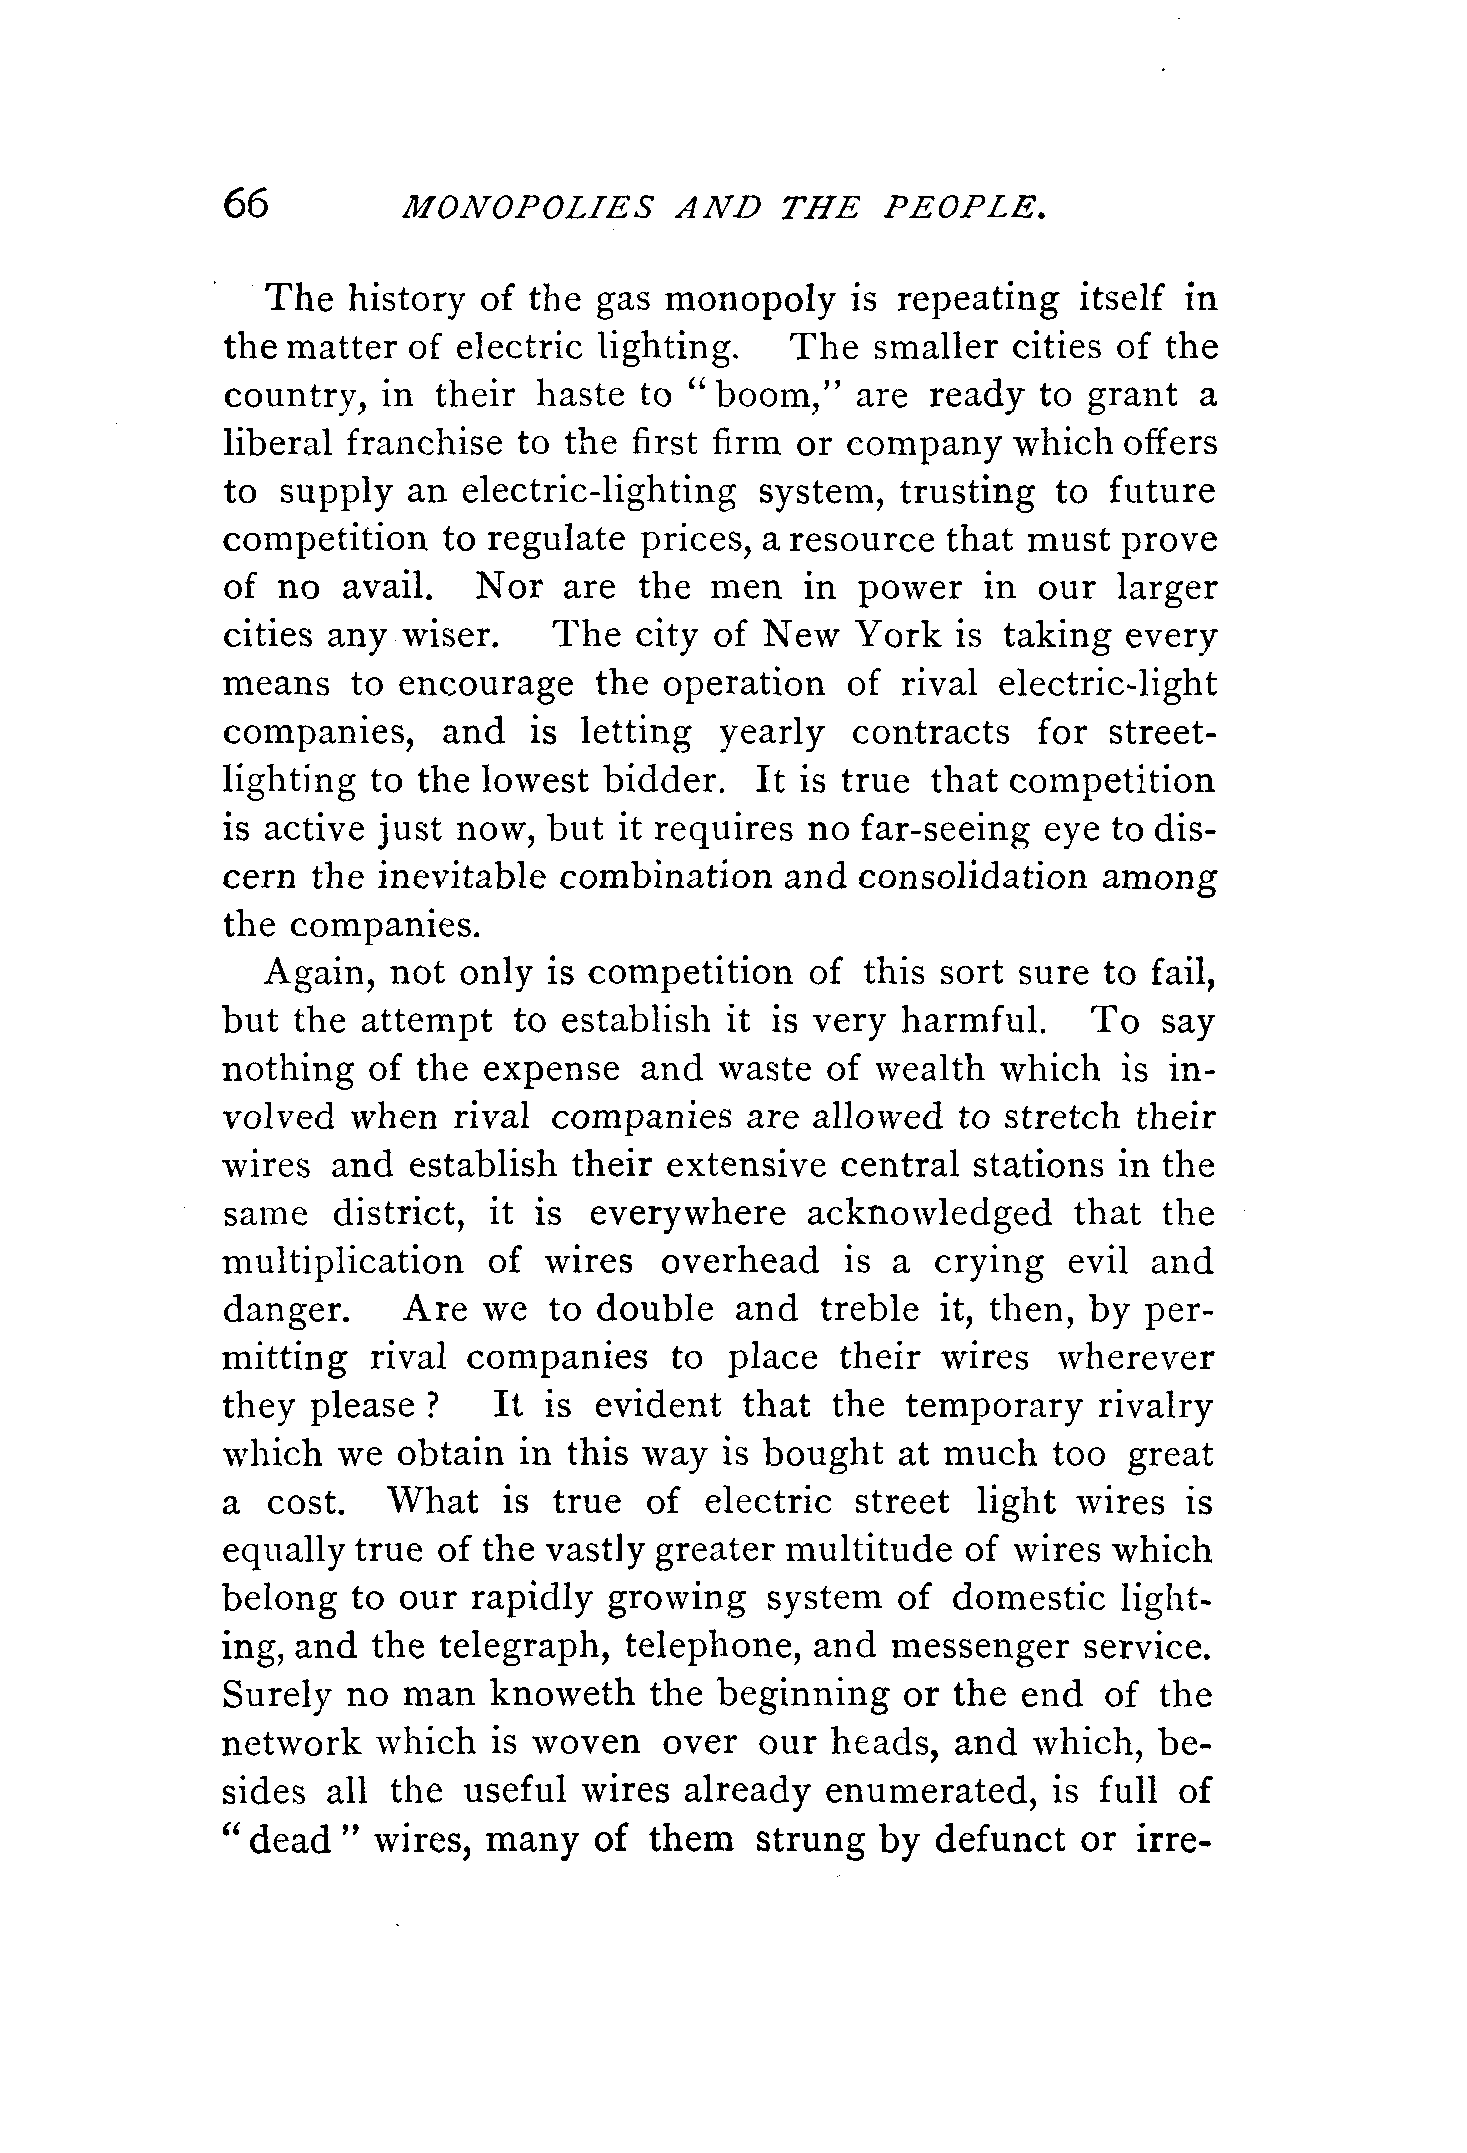 66 MONOPOLIES AND THE PEOPLE.
The history of the gas monopoly is repeating itself in
the matter of electric lighting. The smaller cities of the
country, in their haste to “ boom,” are ready to grant a
liberal franchise to the first firm or company which offers
to supply an electric-lighting system, trusting to future
competition to regulate prices, a resource that must prove
of no avail. Nor are the men in power in our larger
cities any wiser. The city of New York is taking every
means to encourage the operation of rival electric-light
companies, and is letting yearly contracts for street-
lighting to the lowest bidder. It is true that competition
is active just now, but it requires no far-seeing eye to dis-
cern the inevitable combination and consolidation among
the companies.
Again, not only is competition of this sort sure to fail,
but the attempt to establish it is very harmful. To say
nothing of the expense and waste of wealth which is in-
volved when rival companies are allowed to stretch their
wires and establish their extensive central stations in the
same district, it is everywhere acknowledged that the
multiplication of wires overhead is a crying evil and
danger. Are we to double and treble it, then, by per-
mitting rival companies to place their wires wherever
they please ? It is evident that the temporary rivalry
which we obtain in this way is bought at much too great
a cost. What is true of electric street light wires is
equally true of the vastly greater multitude of wires which
belong to our rapidly growing system of domestic light-
ing, and the telegraph, telephone, and messenger service.
Surely no man knoweth the beginning or the end of the
network which is woven over our heads, and which, be-
sides all the useful wires already enumerated, is full of
“ dead ” wires, many of them strung by defunct or irre-